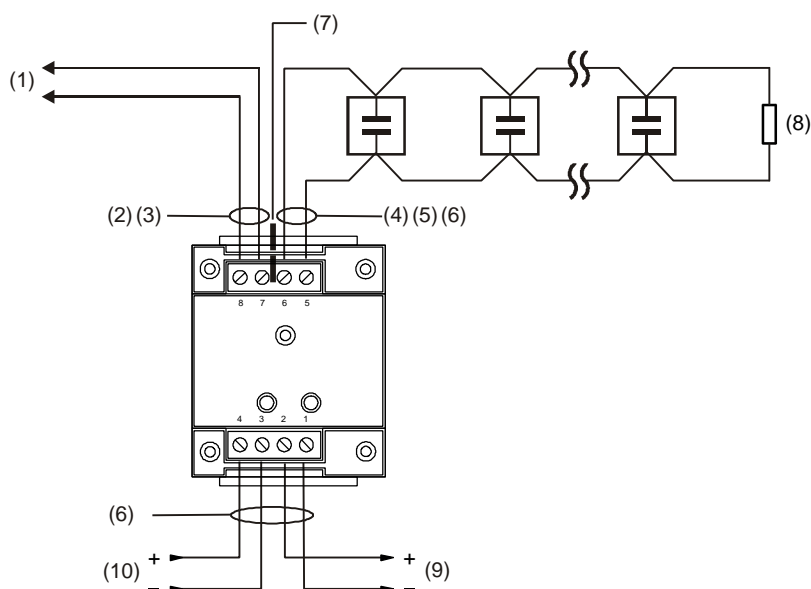 (7)
(1)
(8)
(2) (3)
(4) (5) (6)
8 7 6 5
4 3 2 1
(6)
+ +
(10) (9)
– –